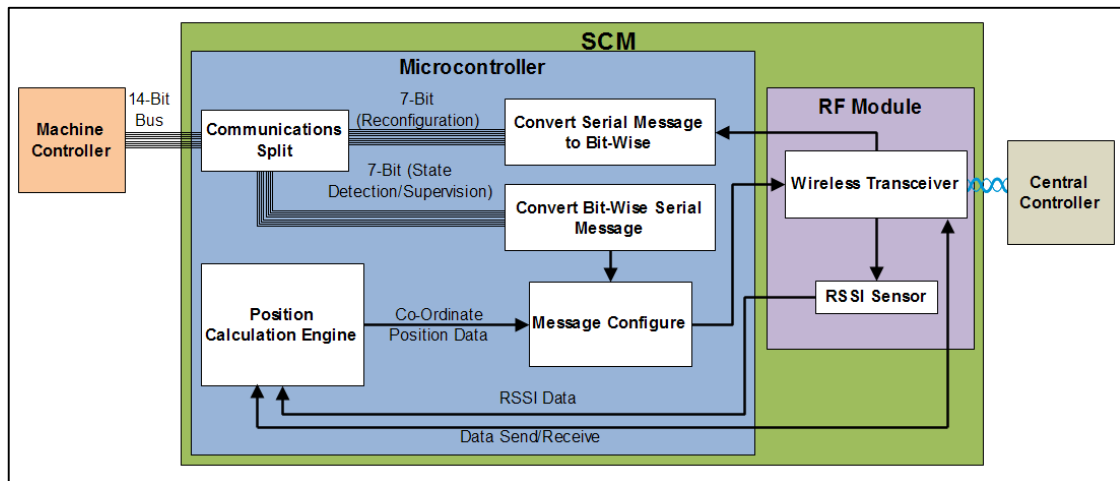 SCM
Microcontroller
14-Bit
Bus
Machine
Controller
Communications
Split
7-Bit
(Reconfiguration)
7-Bit (State
Detection/Supervision)
Convert Serial Message
to Bit-Wise
Convert Bit-Wise Serial
Message
Position
Calculation Engine
Co-Ordinate
Position Data
Message Configure
RSSI Data
Data Send/Receive
RF Module
Wireless Transceiver
RSSI Sensor
Central
Controller